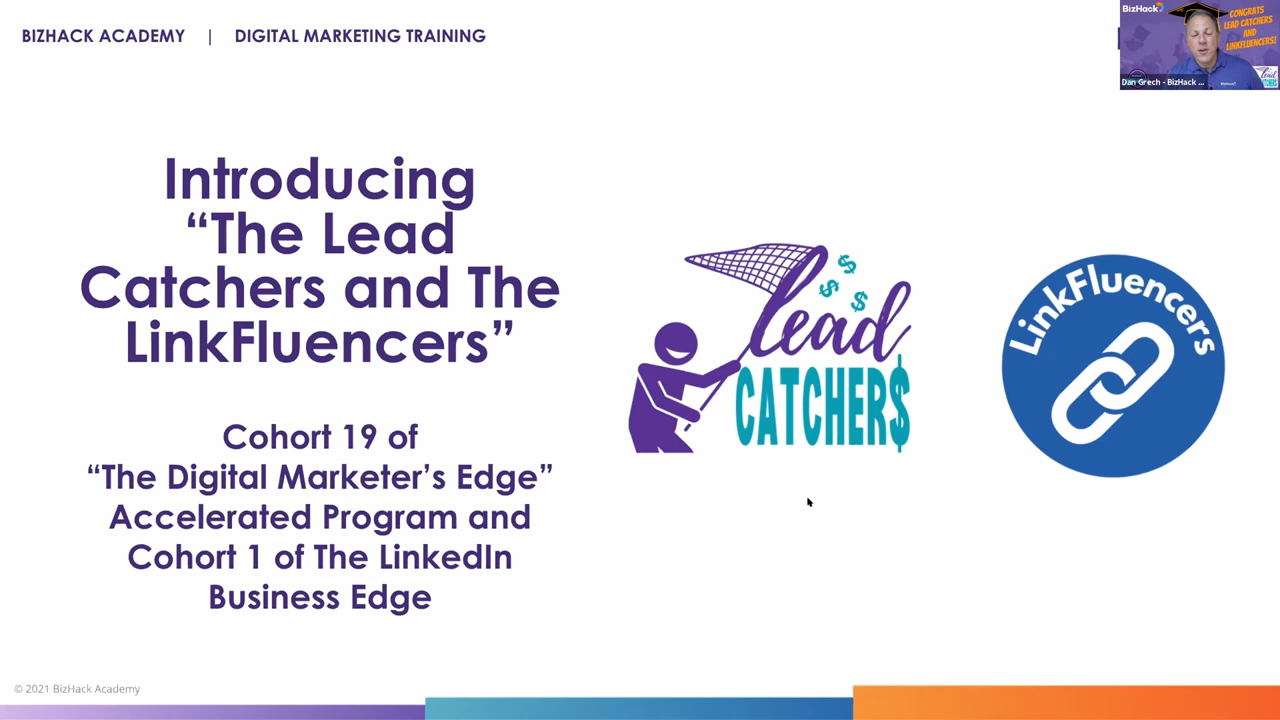 BIZHACK ACADEMY | DIGITAL MARKETING TRAINING
BizHack
CONGRATS
LEAD CATCHERS
AND
LINKFLUENCERS!
Dan Grech - BizHack ...
Introducing
“The Lead
Catchers and The
LinkFluencers”
Cohort 19 of
“The Digital Marketer’s Edge”
Accelerated Program and
Cohort 1 of The LinkedIn
Business Edge
lead
CATCHER$
$
$
$
LinkFluencers
© 2021 BizHack Academy